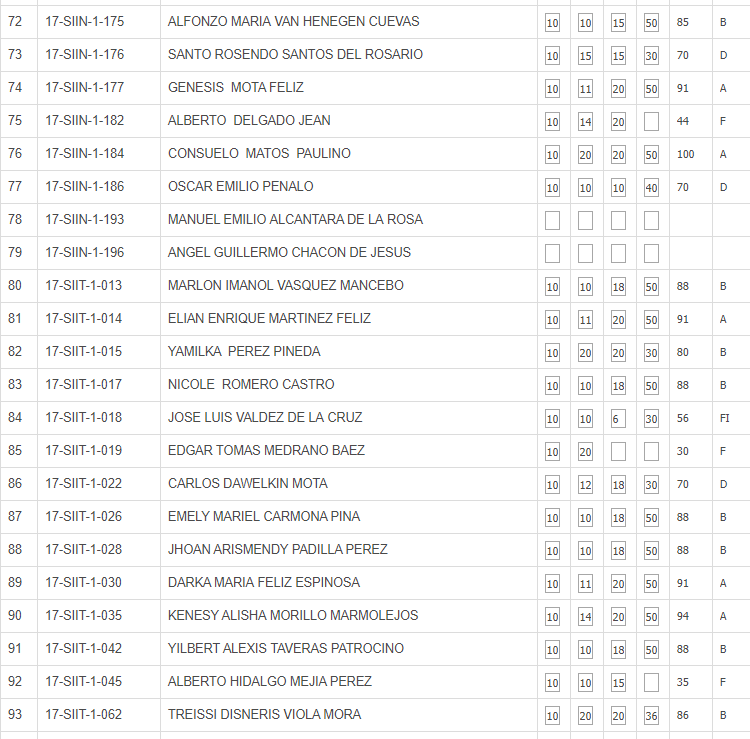 72 17-SIIN-1-175 ALFONZO MARIA VAN HENEGEN CUEVAS 10 10 15 50 85 B
73 17-SIIN-1-176 SANTO ROSENDO SANTOS DEL ROSARIO 10 15 15 30 70 D
74 17-SIIN-1-177 GENESIS MOTA FELIZ 10 11 20 50 91 A
75 17-SIIN-1-182 ALBERTO DELGADO JEAN 10 14 20 44 F
76 17-SIIN-1-184 CONSUELO MATOS PAULINO 10 20 20 50 100 A
77 17-SIIN-1-186 OSCAR EMILIO PENALO 10 10 10 40 70 D
78 17-SIIN-1-193 MANUEL EMILIO ALCANTARA DE LA ROSA
79 17-SIIN-1-196 ANGEL GUILLERMO CHACON DE JESUS
80 17-SIIT-1-013 MARLON IMANOL VASQUEZ MANCEBO 10 10 18 50 88 B
81 17-SIIT-1-014 ELIAN ENRIQUE MARTINEZ FELIZ 10 11 20 50 91 A
82 17-SIIT-1-015 YAMILKA PEREZ PINEDA 10 20 20 30 80 B
83 17-SIIT-1-017 NICOLE ROMERO CASTRO 10 10 18 50 88 B
84 17-SIIT-1-018 JOSE LUIS VALDEZ DE LA CRUZ 10 10 6 30 56 FI
85 17-SIIT-1-019 EDGAR TOMAS MEDRANO BAEZ 10 20 30 F
86 17-SIIT-1-022 CARLOS DAWELKIN MOTA 10 12 18 30 70 D
87 17-SIIT-1-026 EMELY MARIEL CARMONA PINA 10 10 18 50 88 B
88 17-SIIT-1-028 JHOAN ARISMENDY PADILLA PEREZ 10 10 18 50 88 B
89 17-SIIT-1-030 DARKA MARIA FELIZ ESPINOSA 10 11 20 50 91 A
90 17-SIIT-1-035 KENESY ALISHA MORILLO MARMOLEJOS 10 14 20 50 94 A
91 17-SIIT-1-042 YILBERT ALEXIS TAVERAS PATROCINO 10 10 18 50 88 B
92 17-SIIT-1-045 ALBERTO HIDALGO MEJIA PEREZ 10 10 15 35 F
93 17-SIIT-1-062 TREISSI DISNERIS VIOLA MORA 10 20 20 36 86 B